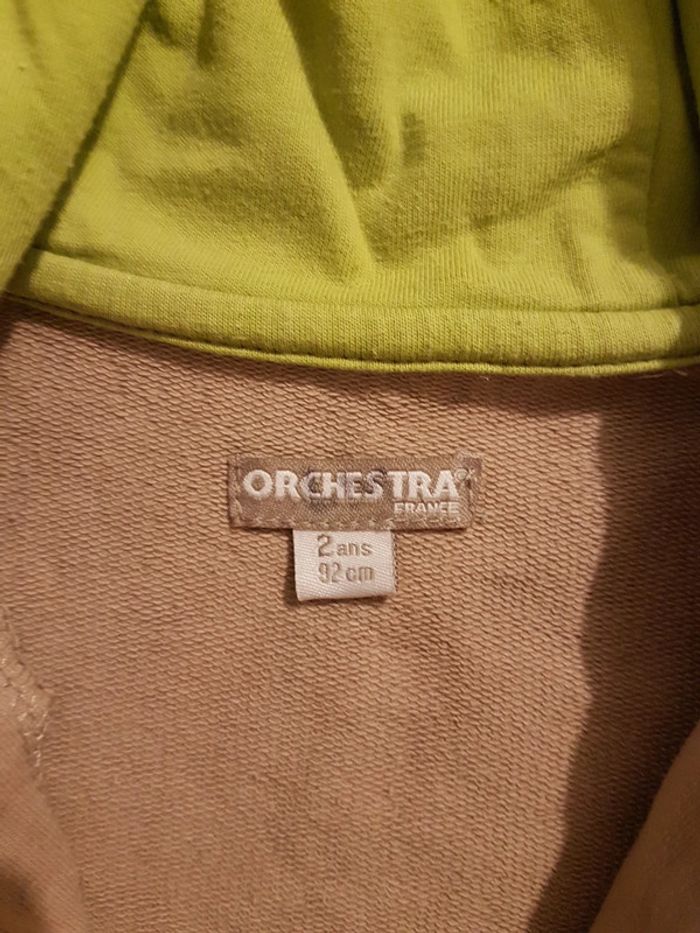 ORCHESTRA
FRANCE
2 ans
92 cm